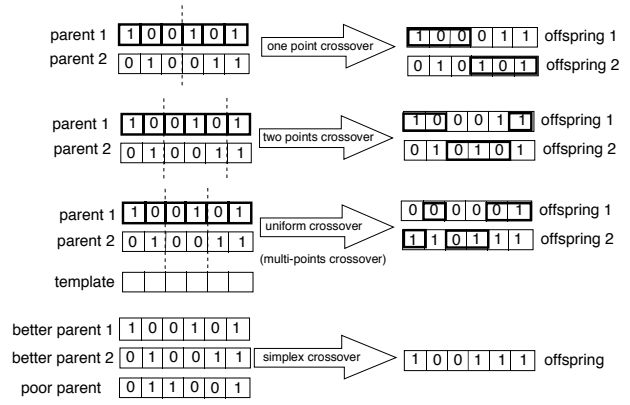 parent 1 1 0 0 1 0 1 one point crossover 1 0 0 0 1 1 offspring 1
parent 2 0 1 0 0 1 1 0 1 0 1 0 1 offspring 2
parent 1 1 0 0 1 0 1 two points crossover 1 0 0 0 1 1 offspring 1
parent 2 0 1 0 0 1 1 0 1 0 1 0 1 offspring 2
parent 1 1 0 0 1 0 1 uniform crossover 0 0 0 0 0 1 offspring 1
parent 2 0 1 0 0 1 1 (multi-points crossover) 1 1 0 1 1 1 offspring 2
template
better parent 1 1 0 0 1 0 1
better parent 2 0 1 0 0 1 1 simplex crossover 1 0 0 1 1 1 offspring
poor parent 0 1 1 0 0 1